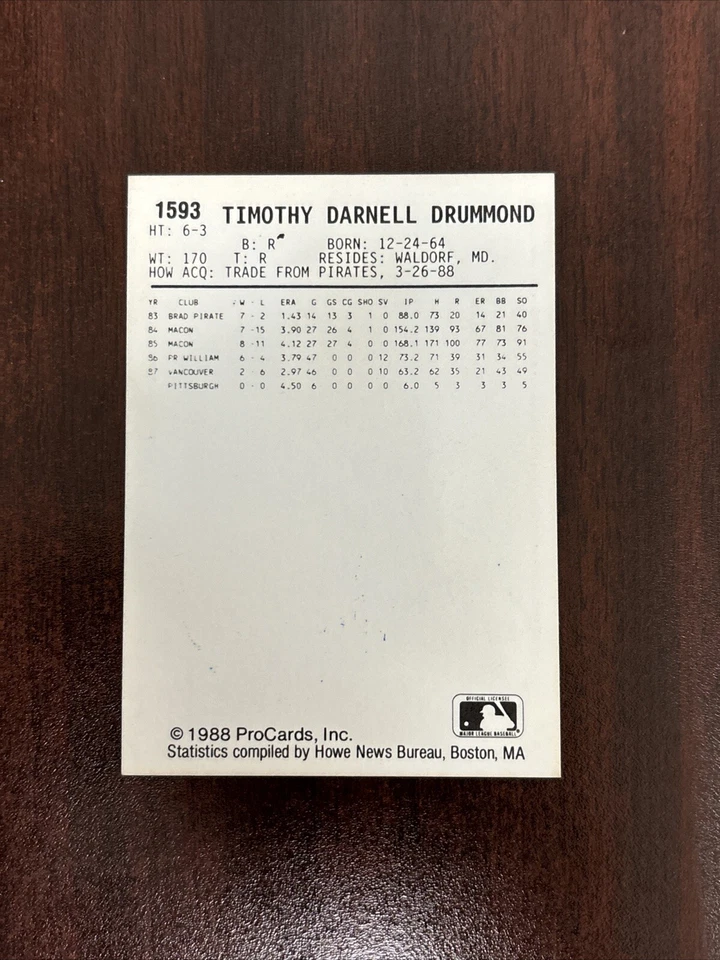 1593 TIMOTHY DARNELL DRUMMOND
HT: 6-3
B: R BORN: 12-24-64
WT: 170 T: R RESIDES: WALDORF, MD.
HOW ACQ: TRADE FROM PIRATES, 3-26-88
YR CLUB W - L ERA G GS CG SHO SV IP H R ER BB SO
83 BRAD PIRATE 7 - 2 1.43 14 13 3 1 0 88.0 73 20 14 21 40
84 MACON 7 -15 3.90 27 26 4 1 0 154.2 139 93 67 81 76
85 MACON 8 -11 4.12 27 27 4 0 0 168.1 171 100 77 73 91
86 PR WILLIAM 6 - 4 3.79 47 0 0 0 12 73.2 71 39 31 34 55
87 VANCOUVER 2 - 6 2.97 46 0 0 0 10 63.2 62 35 21 43 49
PITTSBURGH 0 - 0 4.50 6 0 0 0 0 6.0 5 3 3 3 5
OFFICIAL LICENSEE
MAJOR LEAGUE BASEBALL
© 1988 ProCards, Inc.
Statistics compiled by Howe News Bureau, Boston, MA